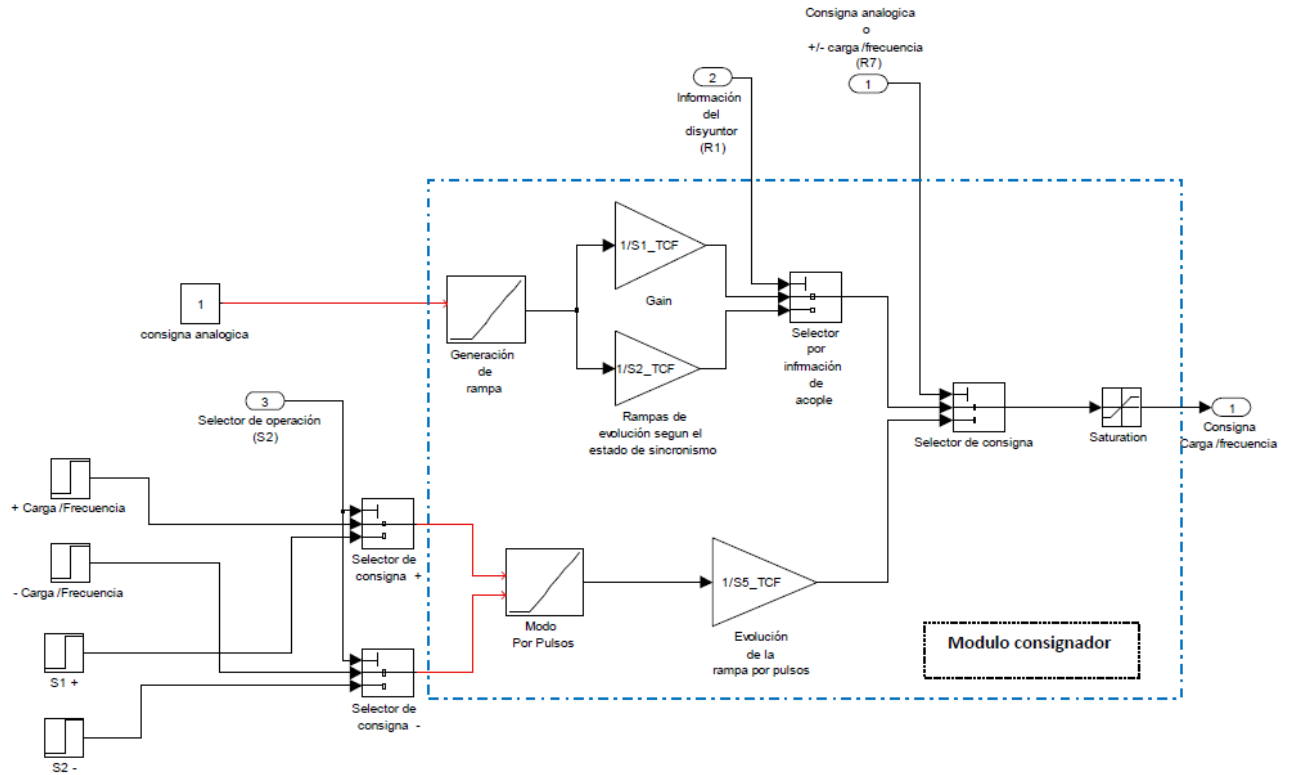 Consigna analogica
o
+/- carga /frecuencia
(R7)
1
2
Información
del
disyuntor
(R1)
1
consigna analogica
Generación
de
rampa
1/S1_TCF
Gain
1/S2_TCF
Rampas de
evolución segun el
estado de sincronismo
Selector
por
infrmación
de
acople
Selector de consigna
Saturation
1
Consigna
Carga /frecuencia
3
Selector de operación
(S2)
+ Carga /Frecuencia
- Carga /Frecuencia
S1 +
S2 -
Selector de
consigna +
Selector de
consigna -
Modo
Por Pulsos
1/S5_TCF
Evolución
de la
rampa por pulsos
Modulo consignador